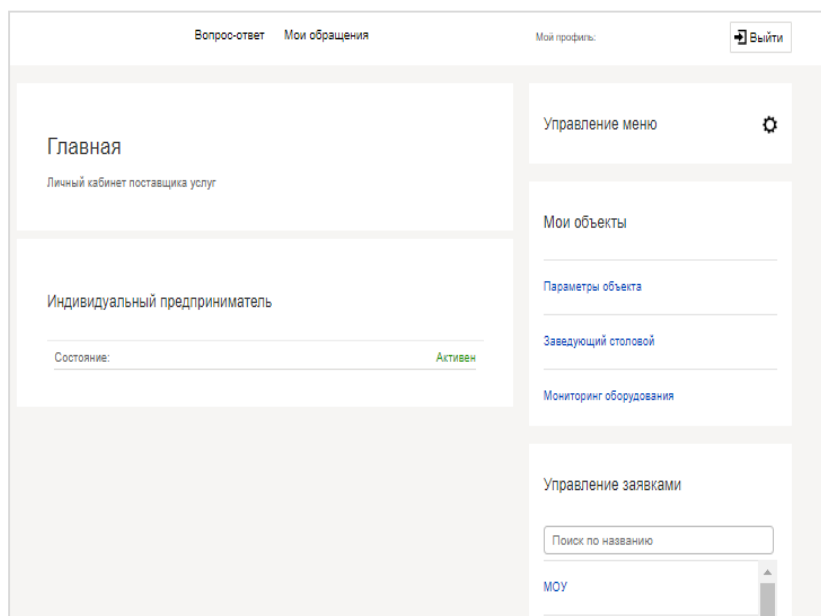 Вопрос-ответ Мои обращения Мой профиль: Выйти
Главная
Личный кабинет поставщика услуг
Индивидуальный предприниматель
Состояние: Активен
Управление меню
Мои объекты
Параметры объекта
Заведующий столовой
Мониторинг оборудования
Управление заявками
Поиск по названию
МОУ